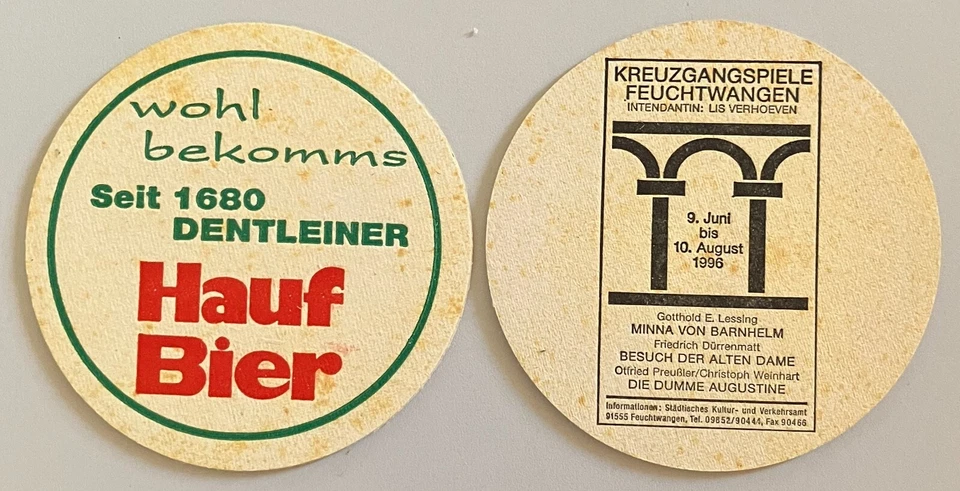 wohl
bekomms
Seit 1680
DENTLEINER
Hauf
Bier
KREUZGANGSPIELE
FEUCHTWANGEN
INTENDANTIN: LIS VERHOEVEN
9. Juni
bis
10. August
1996
Gotthold E. Lessing
MINNA VON BARNHELM
Friedrich Dürrenmatt
BESUCH DER ALTEN DAME
Otfried Preußler/Christoph Weinhart
DIE DUMME AUGUSTINE
Informationen: Städtisches Kultur- und Verkehrsamt
91555 Feuchtwangen, Tel. 09852/90444, Fax 90466